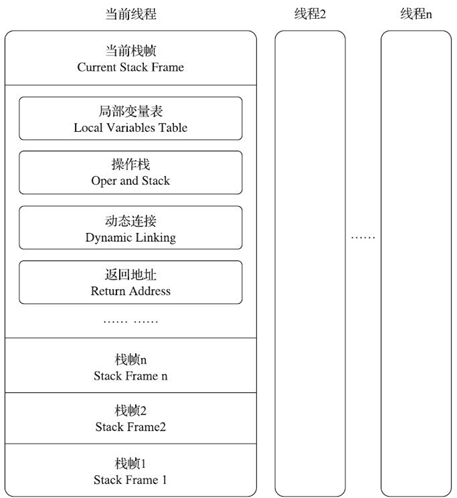 当前线程
线程2
线程n
当前栈帧
Current Stack Frame
局部变量表
Local Variables Table
操作栈
Oper and Stack
动态连接
Dynamic Linking
返回地址
Return Address
…… ……
……
栈帧n
Stack Frame n
栈帧2
Stack Frame2
栈帧1
Stack Frame 1